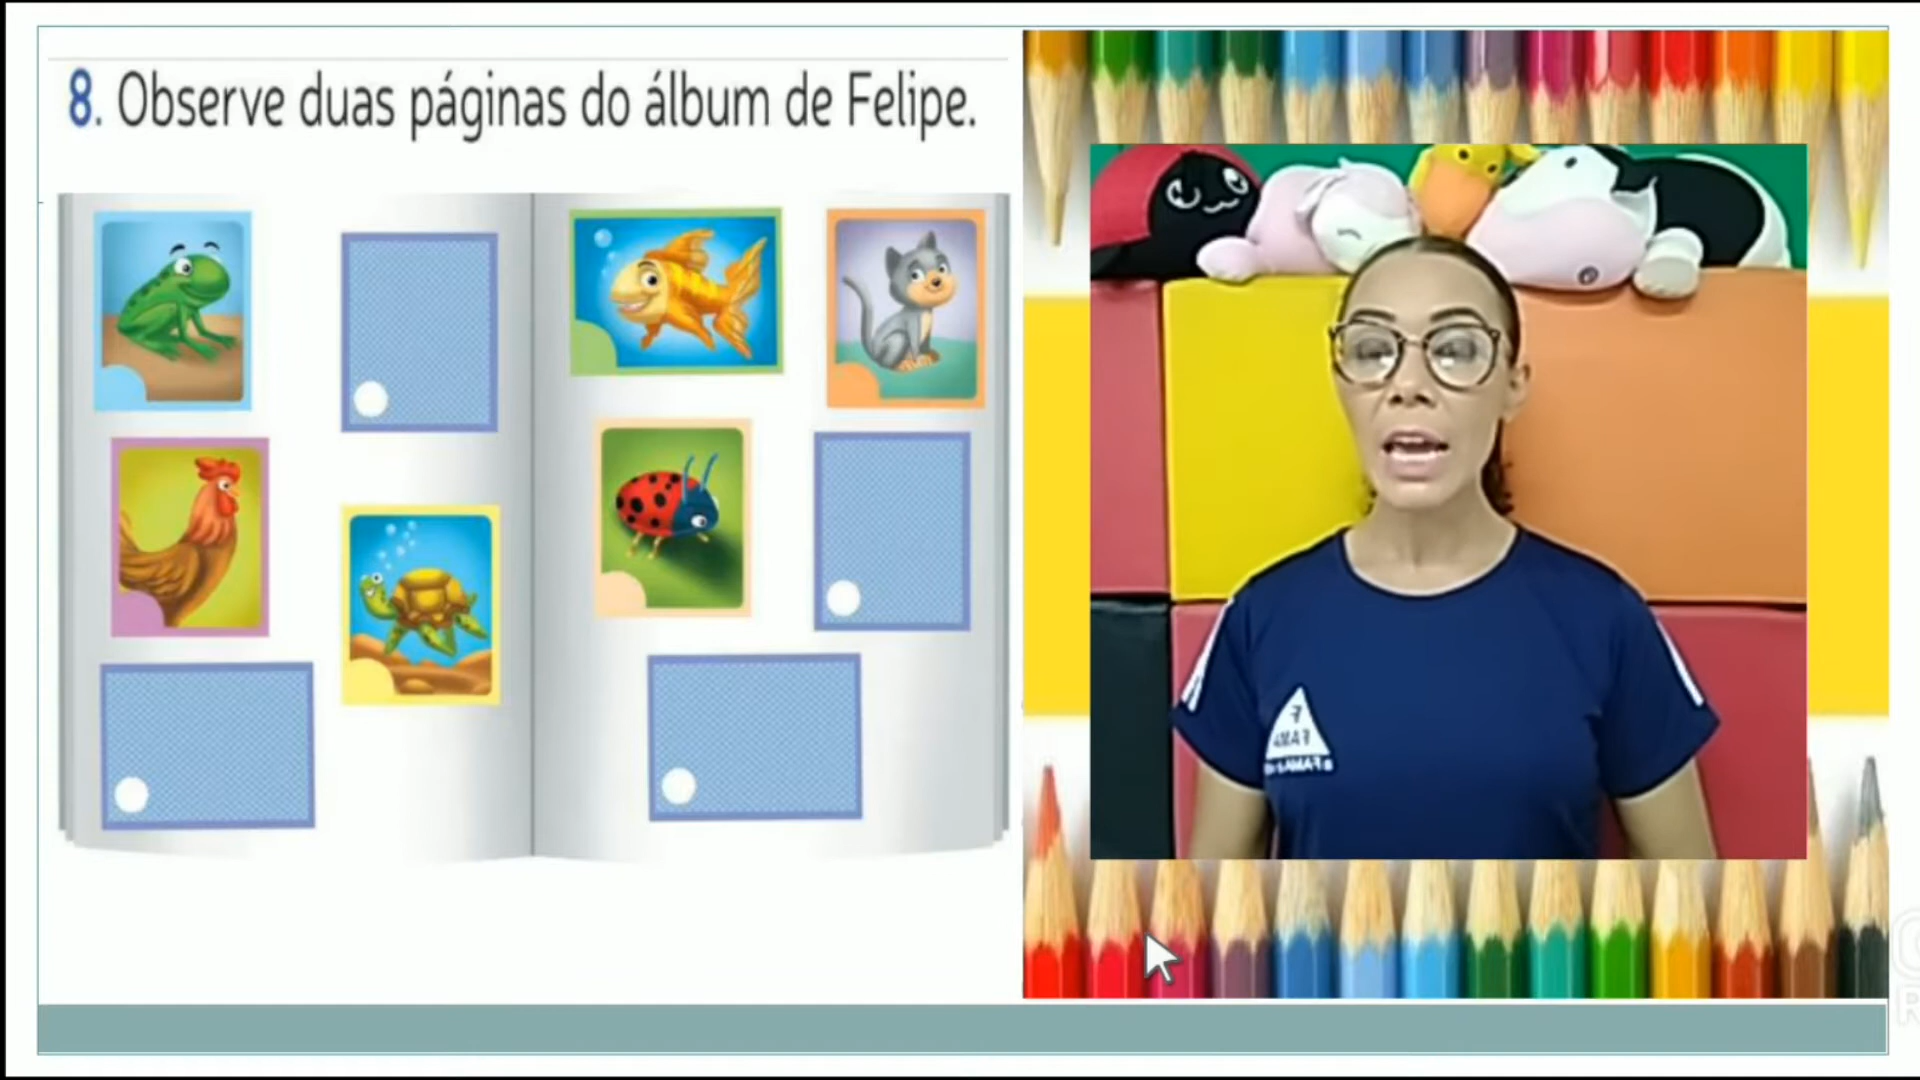 8. Observe duas páginas do álbum de Felipe.